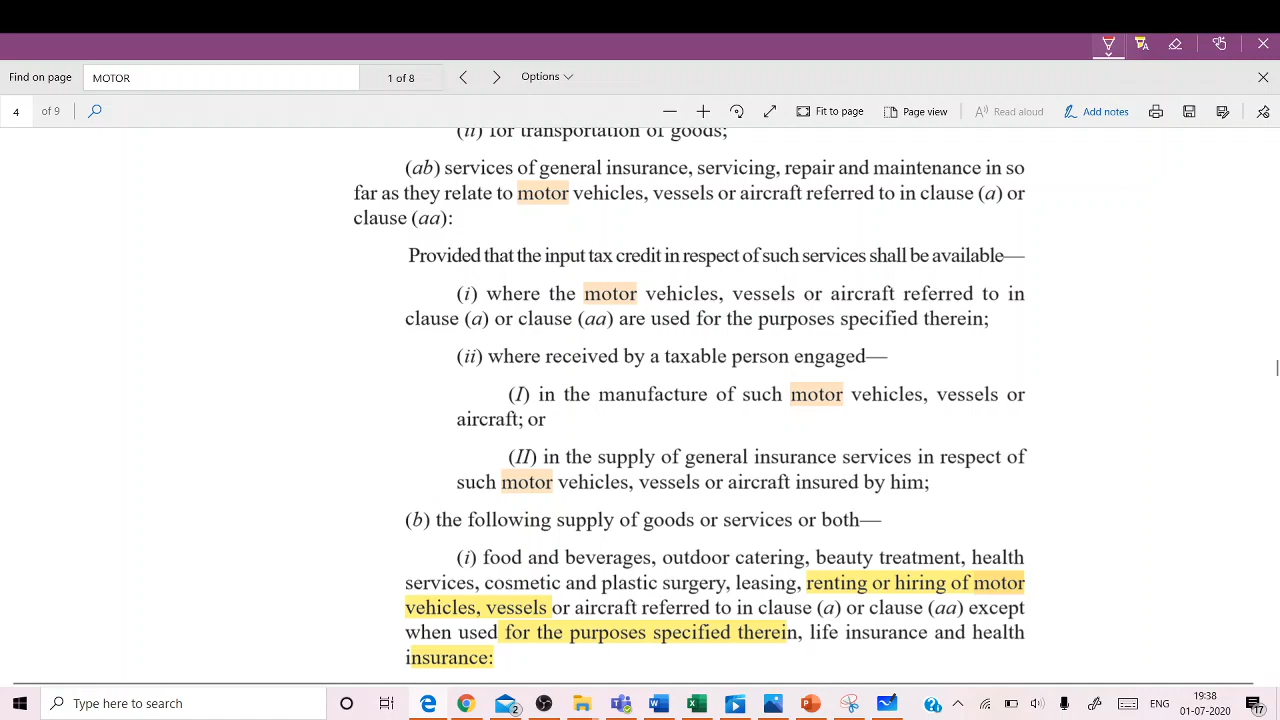 Find on page
MOTOR
1 of 8
Options
4
of 9
Fit to page
Page view
Read aloud
Add notes
(ii) for transportation of goods;
(ab) services of general insurance, servicing, repair and maintenance in so
far as they relate to motor vehicles, vessels or aircraft referred to in clause (a) or
clause (aa):
Provided that the input tax credit in respect of such services shall be available—
(i) where the motor vehicles, vessels or aircraft referred to in
clause (a) or clause (aa) are used for the purposes specified therein;
(ii) where received by a taxable person engaged—
(I) in the manufacture of such motor vehicles, vessels or
aircraft; or
(II) in the supply of general insurance services in respect of
such motor vehicles, vessels or aircraft insured by him;
(b) the following supply of goods or services or both—
(i) food and beverages, outdoor catering, beauty treatment, health
services, cosmetic and plastic surgery, leasing, renting or hiring of motor
vehicles, vessels or aircraft referred to in clause (a) or clause (aa) except
when used for the purposes specified therein, life insurance and health
insurance:
Type here to search
2
ENG
19:38
01-07-2020